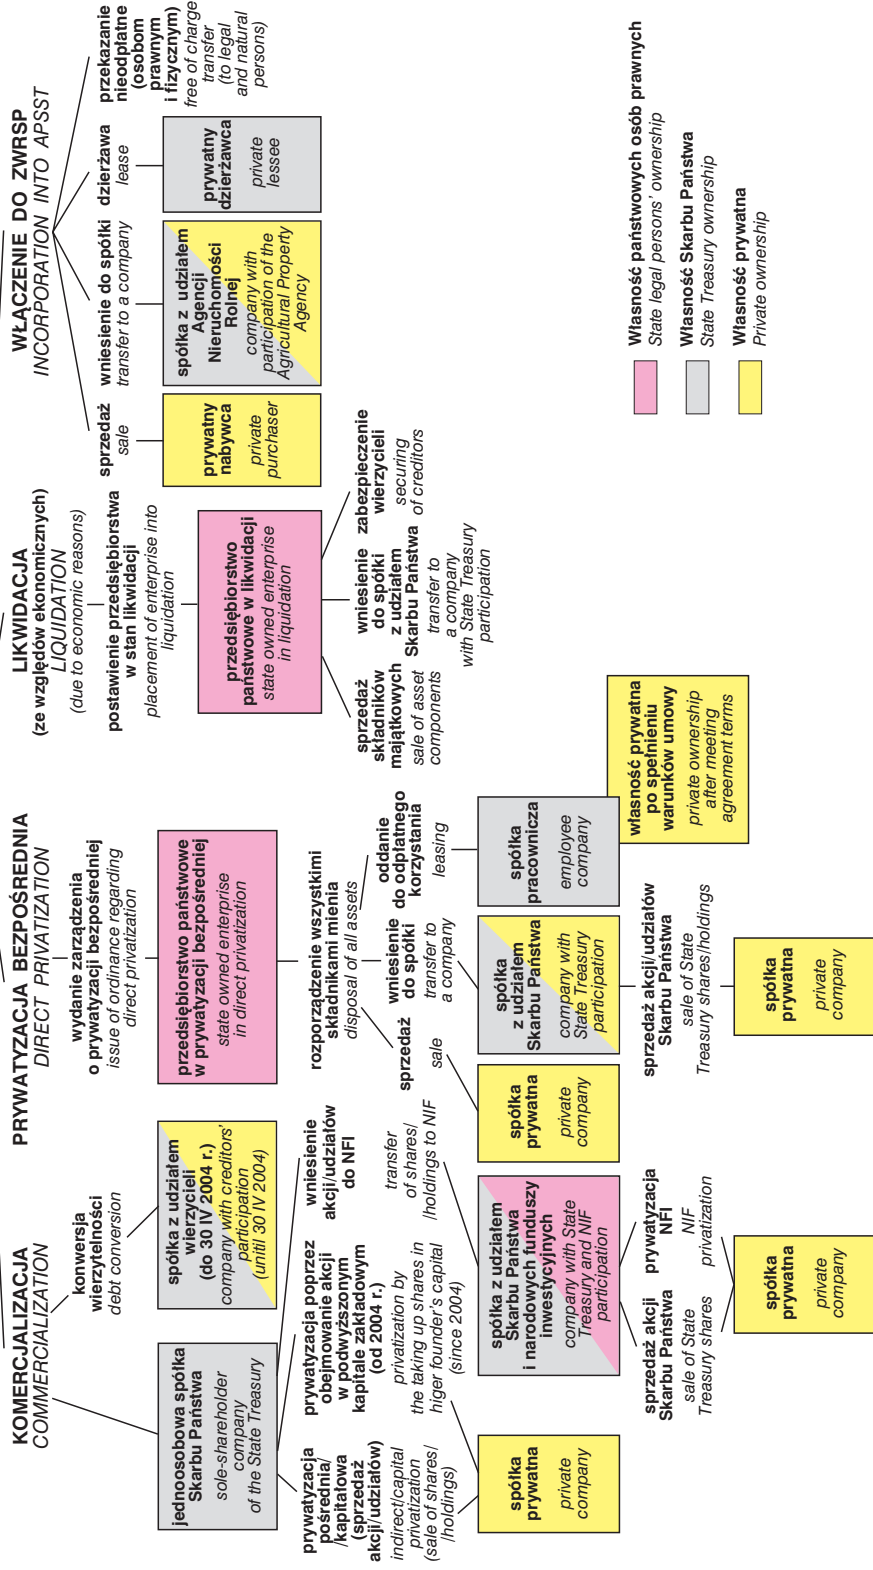 KOMERCJALIZACJA
COMMERCIALIZATION
konwersja
wierzytelności
debt conversion
jednoosobowa spółka
Skarbu Państwa
sole-shareholder
company
of the State Treasury
spółka z udziałem
wierzycieli
(do 30 IV 2004 r.)
company with creditors'
participation
(unitil 30 IV 2004)
prywatyzacja
pośrednia/
/kapitałowa
(sprzedaż
akcji/udziałów)
indirect/capital
privatization
(sale of shares/
/holdings)
prywatyzacja poprzez
obejmowanie akcji
w podwyższonym
kapitale zakładowym
(od 2004 r.)
privatization by
the taking up shares in
higer founder's capital
(since 2004)
wniesienie
akcji/udziałów
do NFI
transfer
of shares/
/holdings to NIF
spółka
prywatna
private
company
spółka z udziałem
Skarbu Państwa
i narodowych funduszy
inwestycyjnych
company with State
Treasury and NIF
participation
sprzedaż akcji
Skarbu Państwa
sale of State
Treasury shares
prywatyzacja
NFI
NIF
privatization
spółka
prywatna
private
company
PRYWATYZACJA BEZPOŚREDNIA
DIRECT PRIVATIZATION
wydanie zarządzenia
o prywatyzacji bezpośredniej
issue of ordinance regarding
direct privatization
przedsiębiorstwo państwowe
w prywatyzacji bezpośredniej
state owned enterprise
in direct privatization
rozporządzenie wszystkimi
składnikami mienia
disposal of all assets
sprzedaż
sale
wniesienie
do spółki
transfer to
a company
oddanie
do odpłatnego
korzystania
leasing
spółka
prywatna
private
company
spółka
z udziałem
Skarbu Państwa
company with
State Treasury
participation
spółka
pracownicza
employee
company
własność prywatna
po spełnieniu
warunków umowy
private ownership
after meeting
agreement terms
sprzedaż akcji/udziałów
Skarbu Państwa
sale of State
Treasury shares/holdings
spółka
prywatna
private
company
LIKWIDACJA
(ze względów ekonomicznych)
LIQUIDATION
(due to economic reasons)
postawienie przedsiębiorstwa
w stan likwidacji
placement of enterprise into
liquidation
przedsiębiorstwo
państwowe w likwidacji
state owned enterprise
in liquidation
sprzedaż
składników
majątkowych
sale of asset
components
wniesienie
do spółki
z udziałem
Skarbu Państwa
transfer to
a company
with State Treasury
participation
zabezpieczenie
wierzycieli
securing
of creditors
WŁĄCZENIE DO ZWRSP
INCORPORATION INTO APSST
sprzedaż
sale
wniesienie do spółki
transfer to a company
dzierżawa
lease
przekazanie
nieodpłatne
(osobom
prawnym
i fizycznym)
free of charge
transfer
(to legal
and natural
persons)
prywatny
nabywca
private
purchaser
spółka z udziałem
Agencji
Nieruchomości
Rolnej
company with
participation of the
Agricultural Property
Agency
prywatny
dzierżawca
private
lessee
Własność państwowych osób prawnych
State legal persons' ownership
Własność Skarbu Państwa
State Treasury ownership
Własność prywatna
Private ownership